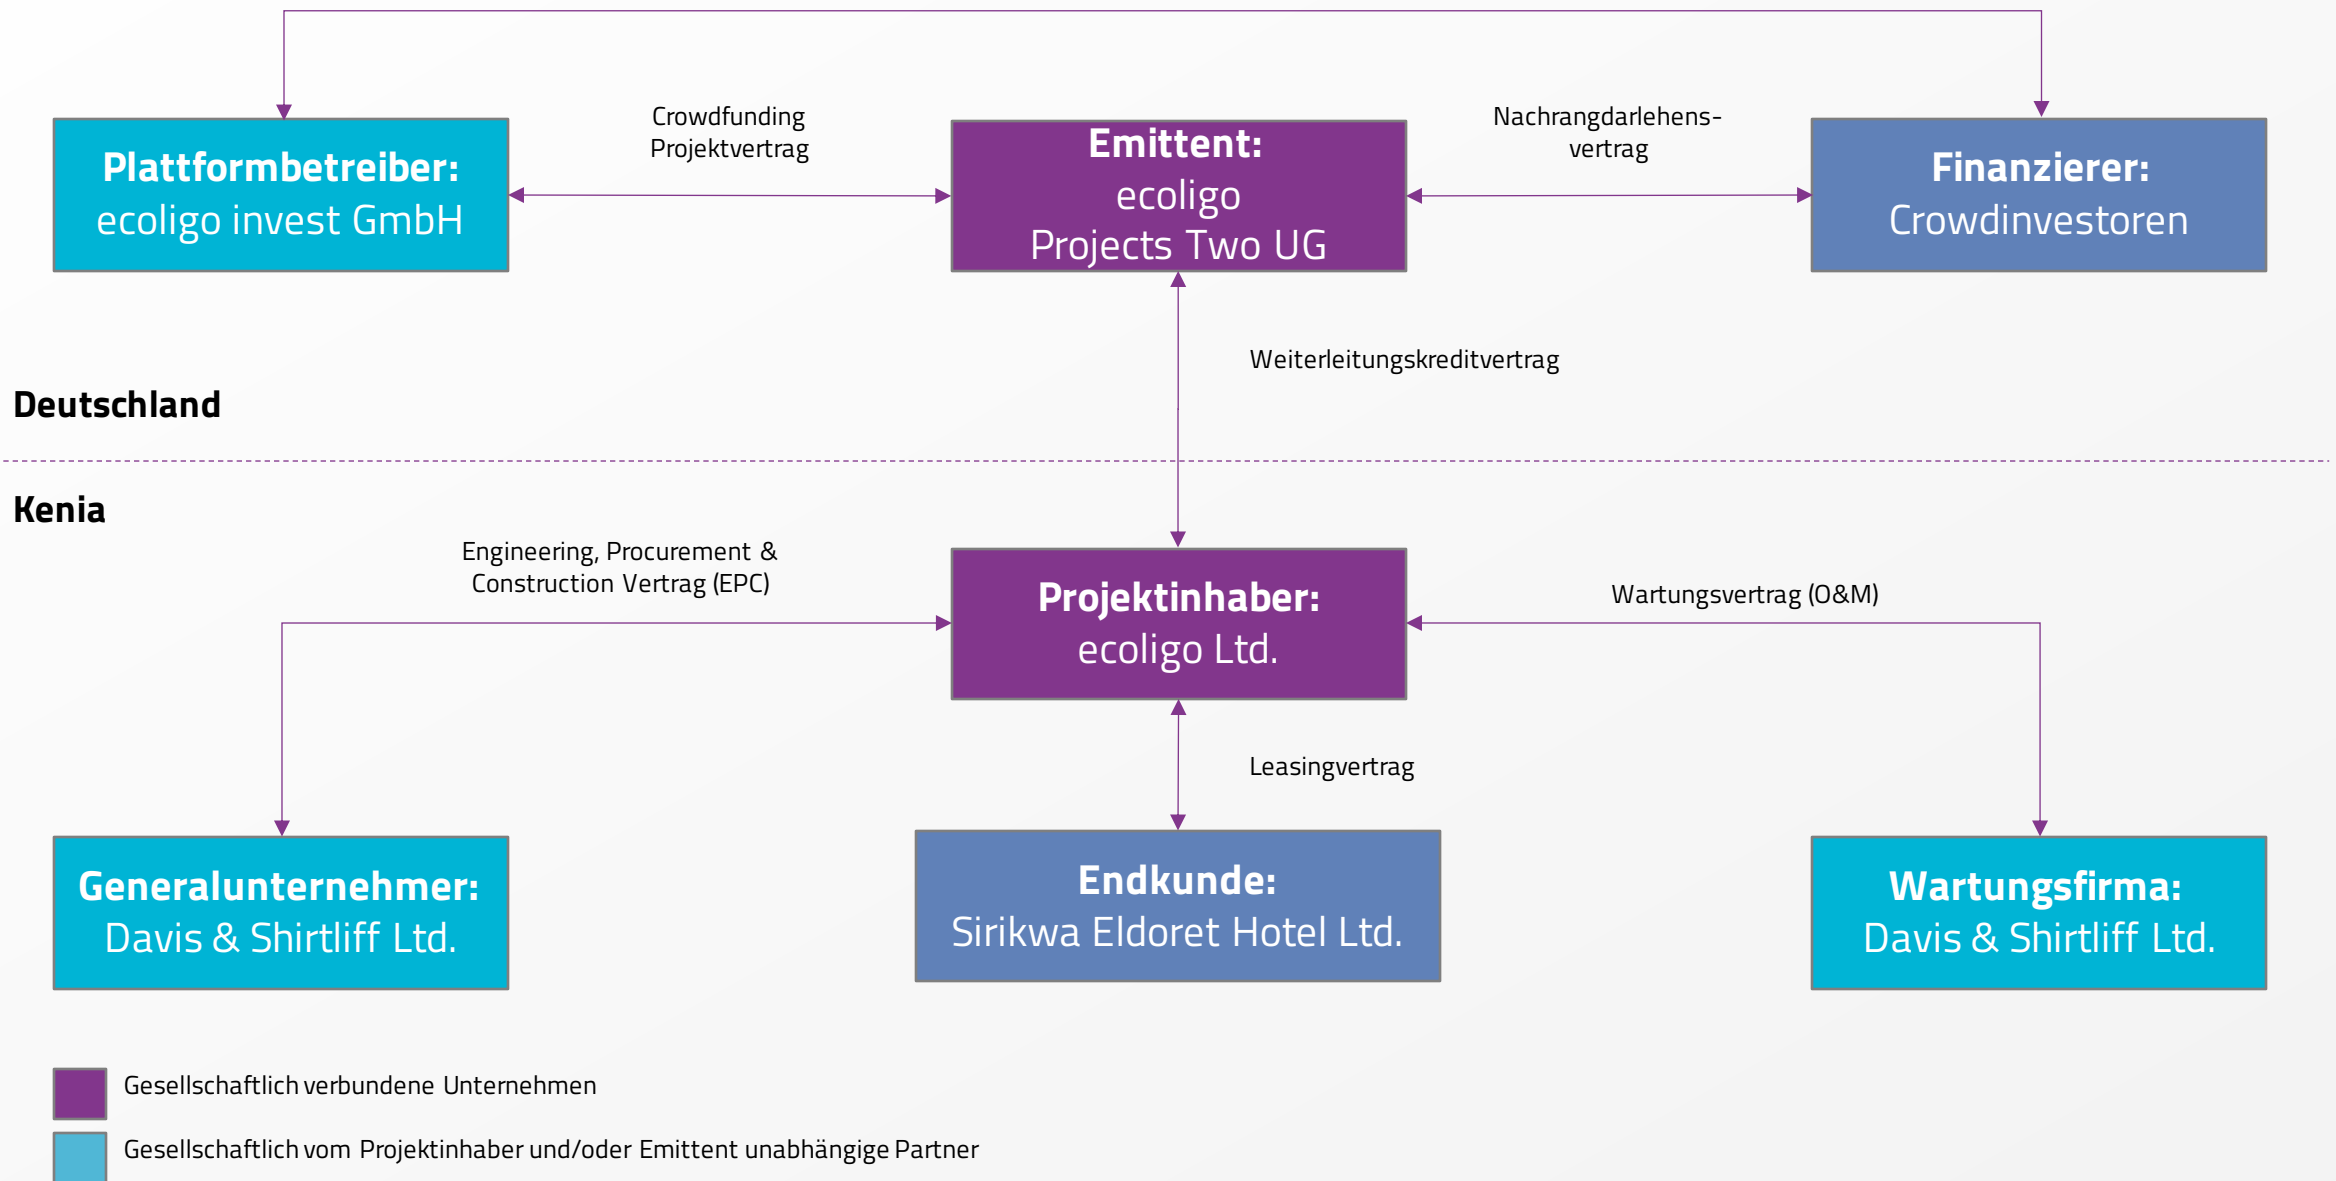 Crowdfunding
Projektvertrag
Nachrangdarlehens-
vertrag
Plattformbetreiber:
ecoligo invest GmbH
Emittent:
ecoligo
Projects Two UG
Finanzierer:
Crowdinvestoren
Weiterleitungskreditvertrag
Deutschland
Kenia
Engineering, Procurement &
Construction Vertrag (EPC)
Projektinhaber:
ecoligo Ltd.
Wartungsvertrag (O&M)
Leasingvertrag
Generalunternehmer:
Davis & Shirtliff Ltd.
Endkunde:
Sirikwa Eldoret Hotel Ltd.
Wartungsfirma:
Davis & Shirtliff Ltd.
Gesellschaftlich verbundene Unternehmen
Gesellschaftlich vom Projektinhaber und/oder Emittent unabhängige Partner